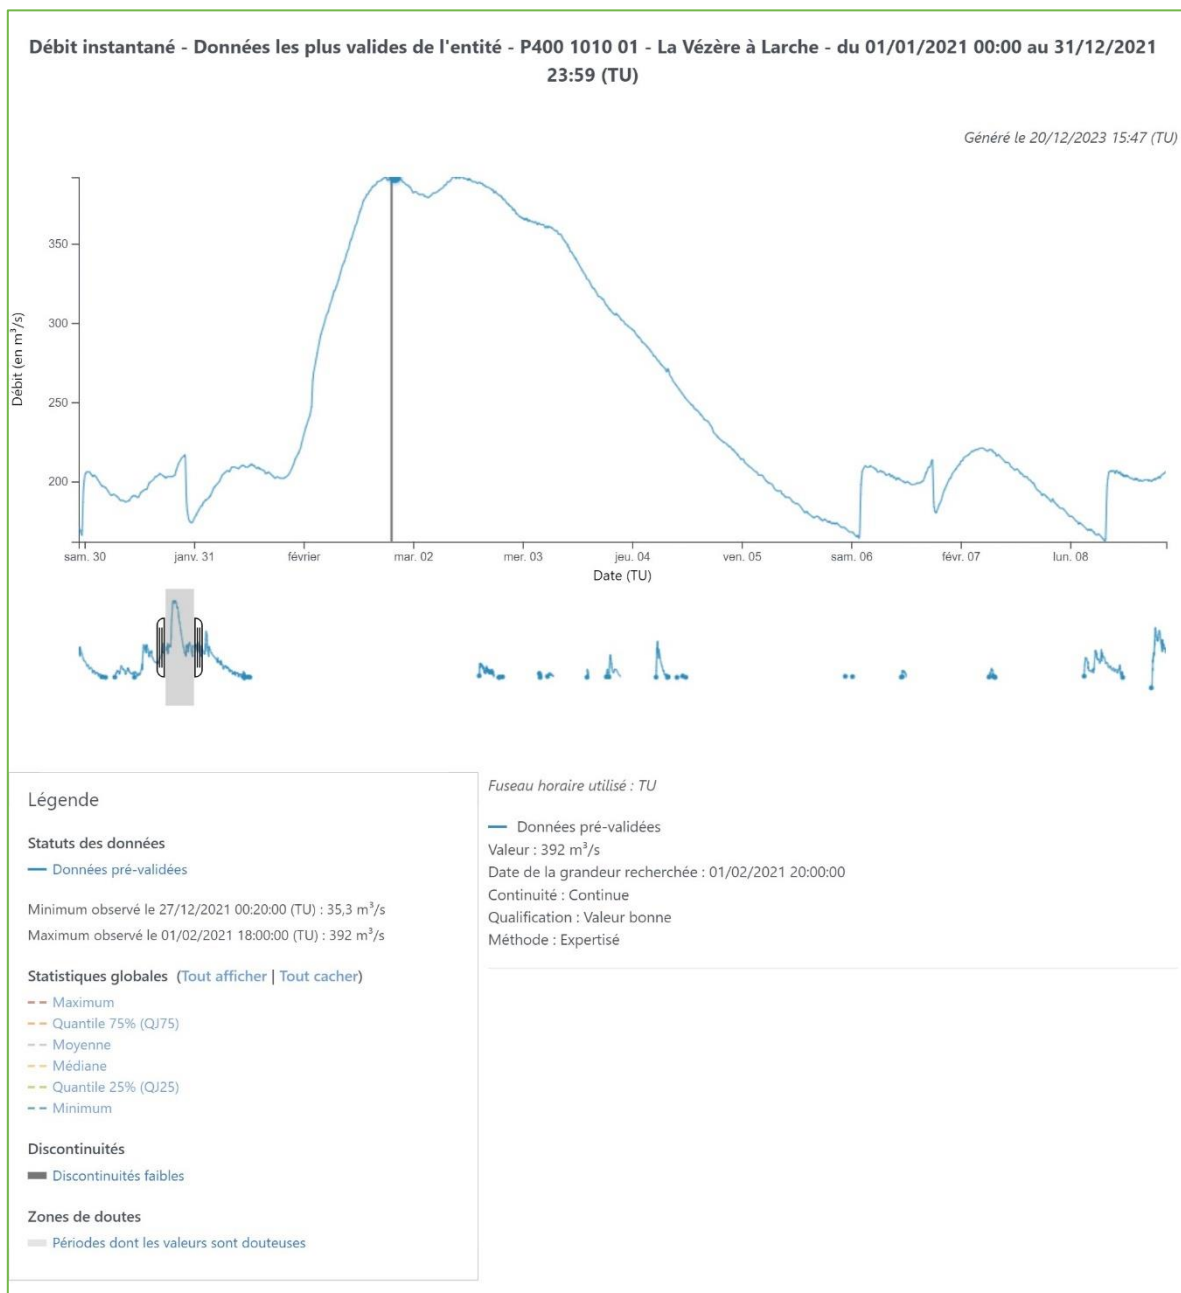 Débit instantané - Données les plus valides de l'entité - P400 1010 01 - La Vézère à Larche - du 01/01/2021 00:00 au 31/12/2021
23:59 (TU)
Généré le 20/12/2023 15:47 (TU)
Débit (en m³/s)
350
300
250
200
sam. 30 janv. 31 février mar. 02 mer. 03 jeu. 04 ven. 05 sam. 06 févr. 07 lun. 08
Date (TU)
Légende
Statuts des données
Données pré-validées
Minimum observé le 27/12/2021 00:20:00 (TU) : 35,3 m³/s
Maximum observé le 01/02/2021 18:00:00 (TU) : 392 m³/s
Statistiques globales (Tout afficher | Tout cacher)
Maximum
Quantile 75% (QJ75)
Moyenne
Médiane
Quantile 25% (QJ25)
Minimum
Discontinuités
Discontinuités faibles
Zones de doutes
Périodes dont les valeurs sont douteuses
Fuseau horaire utilisé : TU
Données pré-validées
Valeur : 392 m³/s
Date de la grandeur recherchée : 01/02/2021 20:00:00
Continuité : Continue
Qualification : Valeur bonne
Méthode : Expertisé